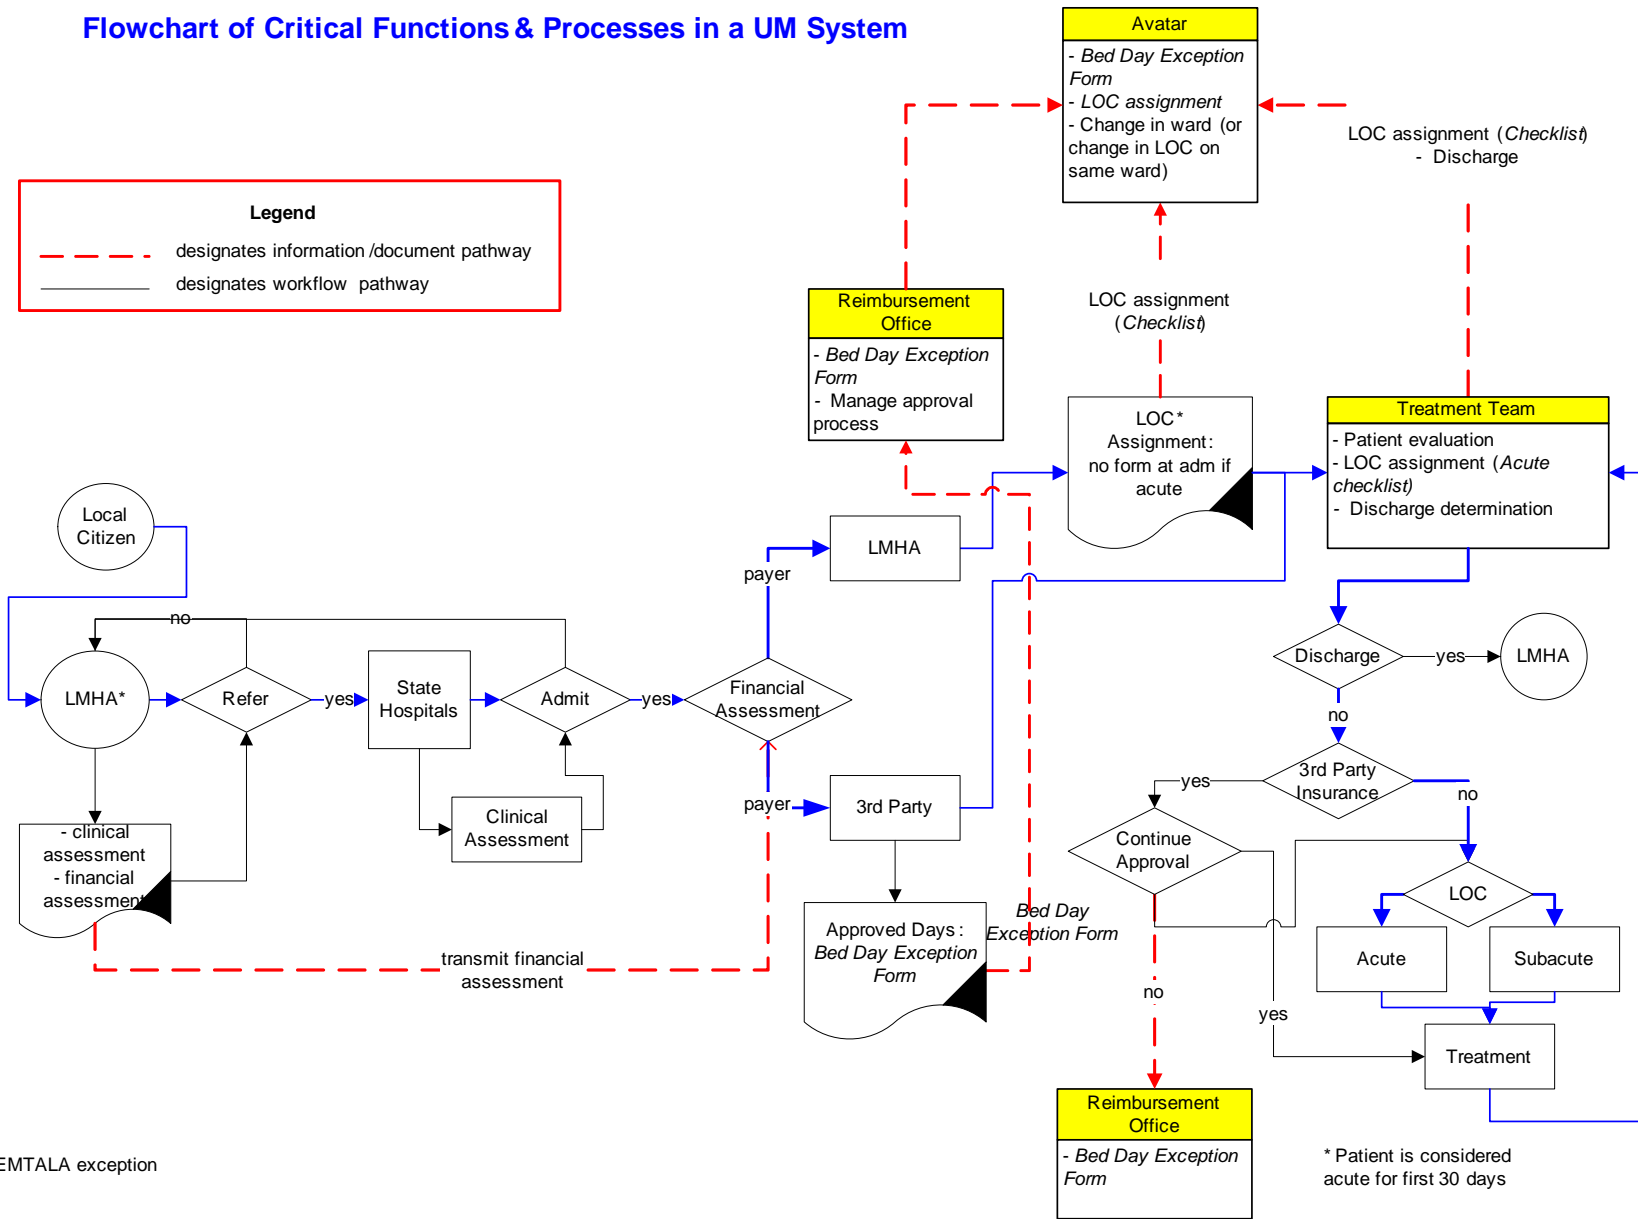 Flowchart of Critical Functions & Processes in a UM System
Avatar
- Bed Day Exception
Form
- LOC assignment
- Change in ward (or
change in LOC on
same ward)
LOC assignment (Checklist)
- Discharge
Legend
designates information /document pathway
designates workflow pathway
Reimbursement
Office
- Bed Day Exception
Form
- Manage approval
process
LOC assignment
(Checklist)
LOC*
Assignment:
no form at adm if
acute
Treatment Team
- Patient evaluation
- LOC assignment (Acute
checklist)
- Discharge determination
Local
Citizen
LMHA
payer
no
LMHA*
Refer
yes
State
Hospitals
Admit
yes
Financial
Assessment
Discharge
yes
LMHA
no
3rd Party
Insurance
yes
no
payer
3rd Party
Clinical
Assessment
- clinical
assessment
- financial
assessment
Continue
Approval
LOC
Approved Days :
Bed Day Exception
Form
Bed Day
Exception Form
transmit financial
assessment
Acute
Subacute
no
yes
Treatment
Reimbursement
Office
- Bed Day Exception
Form
EMTALA exception
* Patient is considered
acute for first 30 days